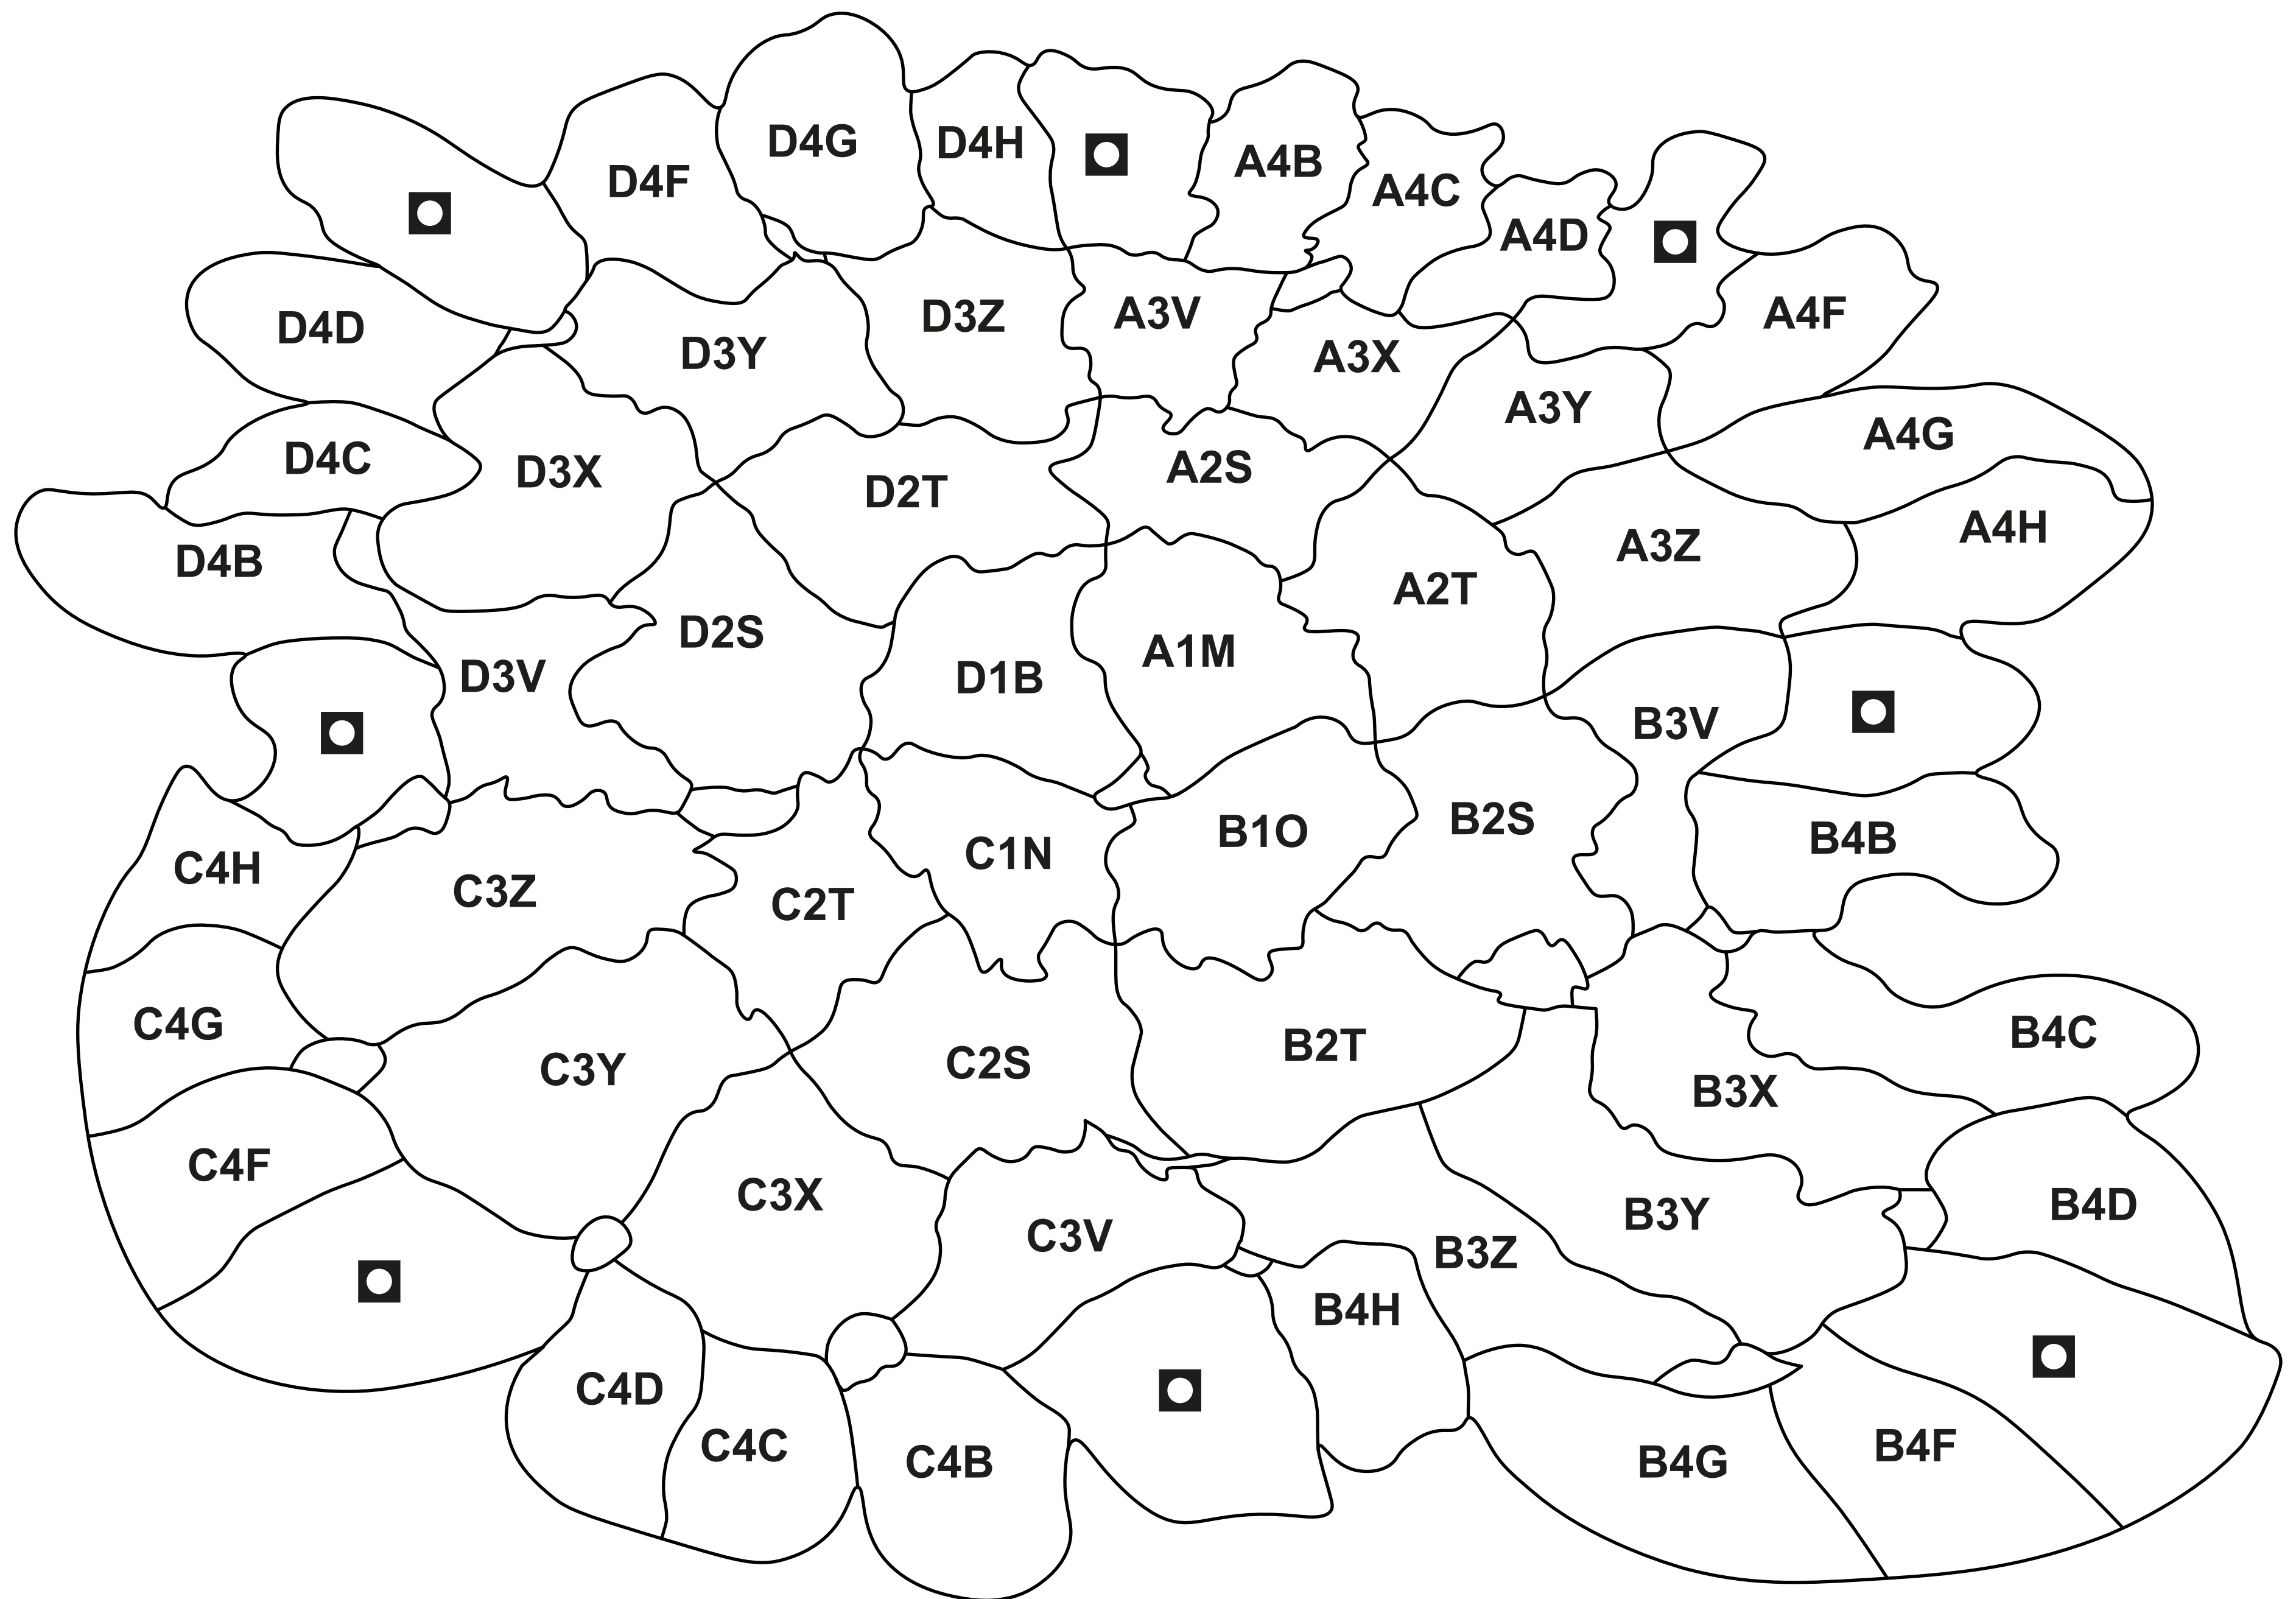 D4G
D4H
A4B
D4F
A4C
A4D
D4D
D3Z
A3V
A4F
D3Y
A3X
A3Y
A4G
D4C
D3X
A2S
D2T
A4H
A3Z
D4B
A2T
D2S
A1M
D3V
D1B
B3V
B2S
B1O
B4B
C1N
C4H
C3Z
C2T
C4G
B4C
B2T
C2S
C3Y
B3X
C4F
C3X
B4D
B3Y
C3V
B3Z
B4H
C4D
C4C
B4F
C4B
B4G